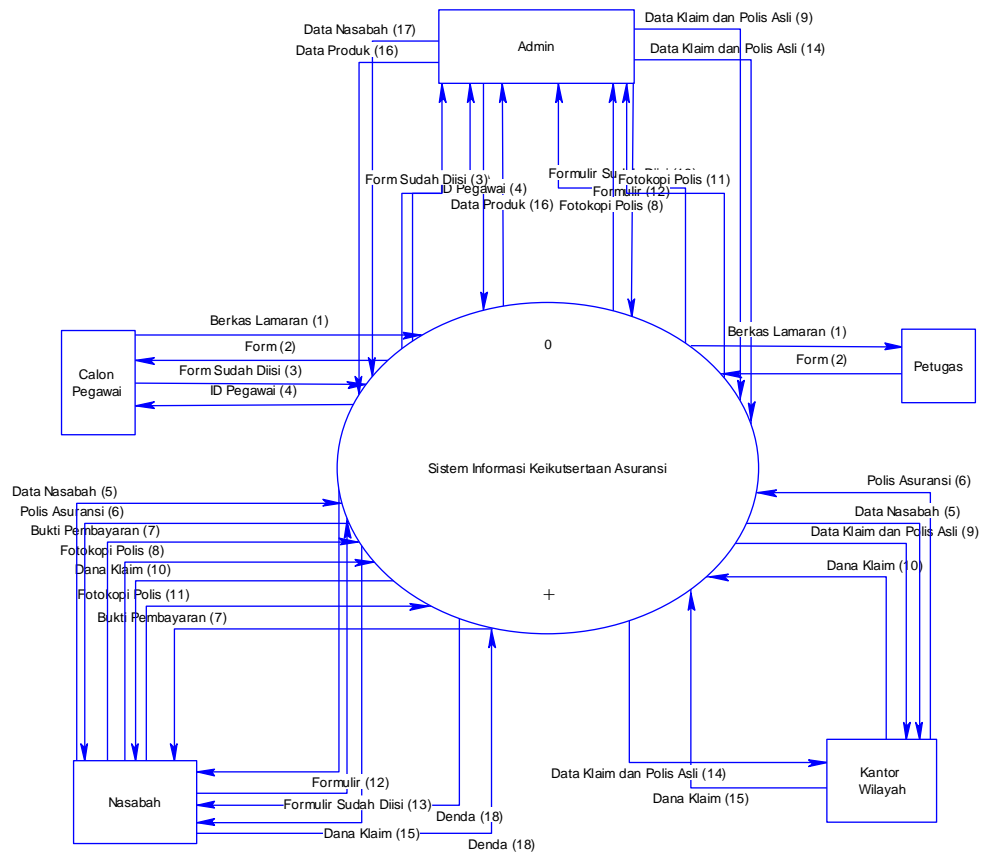 Data Nasabah (17)
Data Produk (16)
Admin
Data Klaim dan Polis Asli (9)
Data Klaim dan Polis Asli (14)
Form Sudah Diisi (3)
ID Pegawai (4)
Data Produk (16)
Formulir
Fotokopi Polis (11)
Formulir (12)
Fotokopi Polis (8)
Calon
Pegawai
Berkas Lamaran (1)
Form (2)
Form Sudah Diisi (3)
ID Pegawai (4)
0
Sistem Informasi Keikutsertaan Asuransi
+
Berkas Lamaran (1)
Form (2)
Petugas
Data Nasabah (5)
Polis Asuransi (6)
Bukti Pembayaran (7)
Fotokopi Polis (8)
Dana Klaim (10)
Fotokopi Polis (11)
Bukti Pembayaran (7)
Polis Asuransi (6)
Data Nasabah (5)
Data Klaim dan Polis Asli (9)
Dana Klaim (10)
Nasabah
Formulir (12)
Formulir Sudah Diisi (13)
Denda (18)
Dana Klaim (15)
Denda (18)
Data Klaim dan Polis Asli (14)
Dana Klaim (15)
Kantor
Wilayah